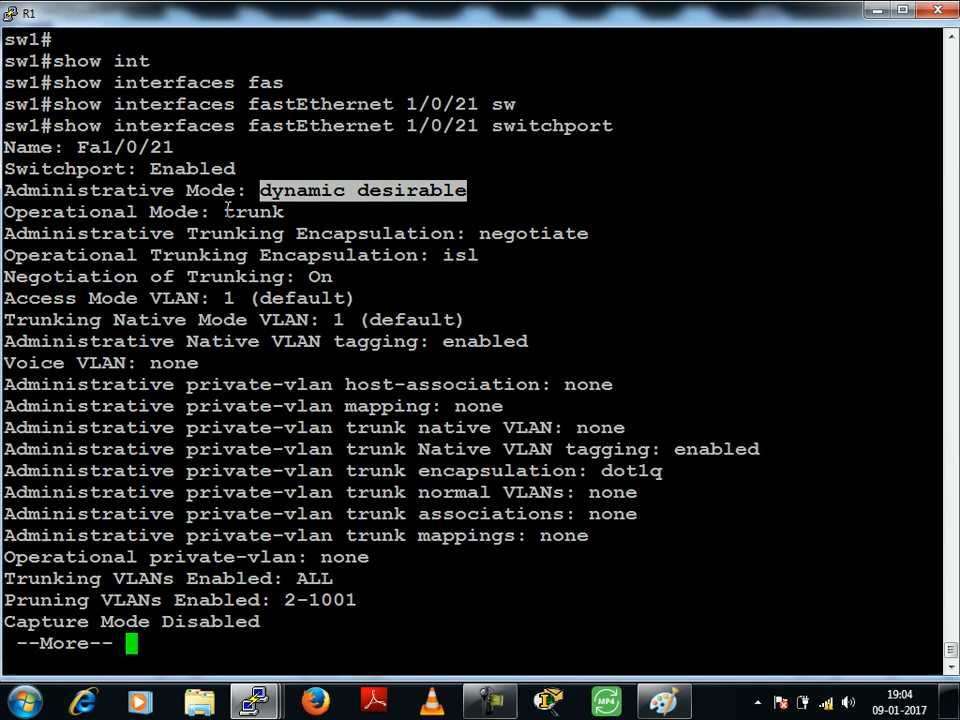 R1
sw1#
sw1#show int
sw1#show interfaces fas
sw1#show interfaces fastEthernet 1/0/21 sw
sw1#show interfaces fastEthernet 1/0/21 switchport
Name: Fa1/0/21
Switchport: Enabled
Administrative Mode: dynamic desirable
Operational Mode: trunk
Administrative Trunking Encapsulation: negotiate
Operational Trunking Encapsulation: isl
Negotiation of Trunking: On
Access Mode VLAN: 1 (default)
Trunking Native Mode VLAN: 1 (default)
Administrative Native VLAN tagging: enabled
Voice VLAN: none
Administrative private-vlan host-association: none
Administrative private-vlan mapping: none
Administrative private-vlan trunk native VLAN: none
Administrative private-vlan trunk Native VLAN tagging: enabled
Administrative private-vlan trunk encapsulation: dot1q
Administrative private-vlan trunk normal VLANs: none
Administrative private-vlan trunk associations: none
Administrative private-vlan trunk mappings: none
Operational private-vlan: none
Trunking VLANs Enabled: ALL
Pruning VLANs Enabled: 2-1001
Capture Mode Disabled
--More--
MP4
19:04
09-01-2017